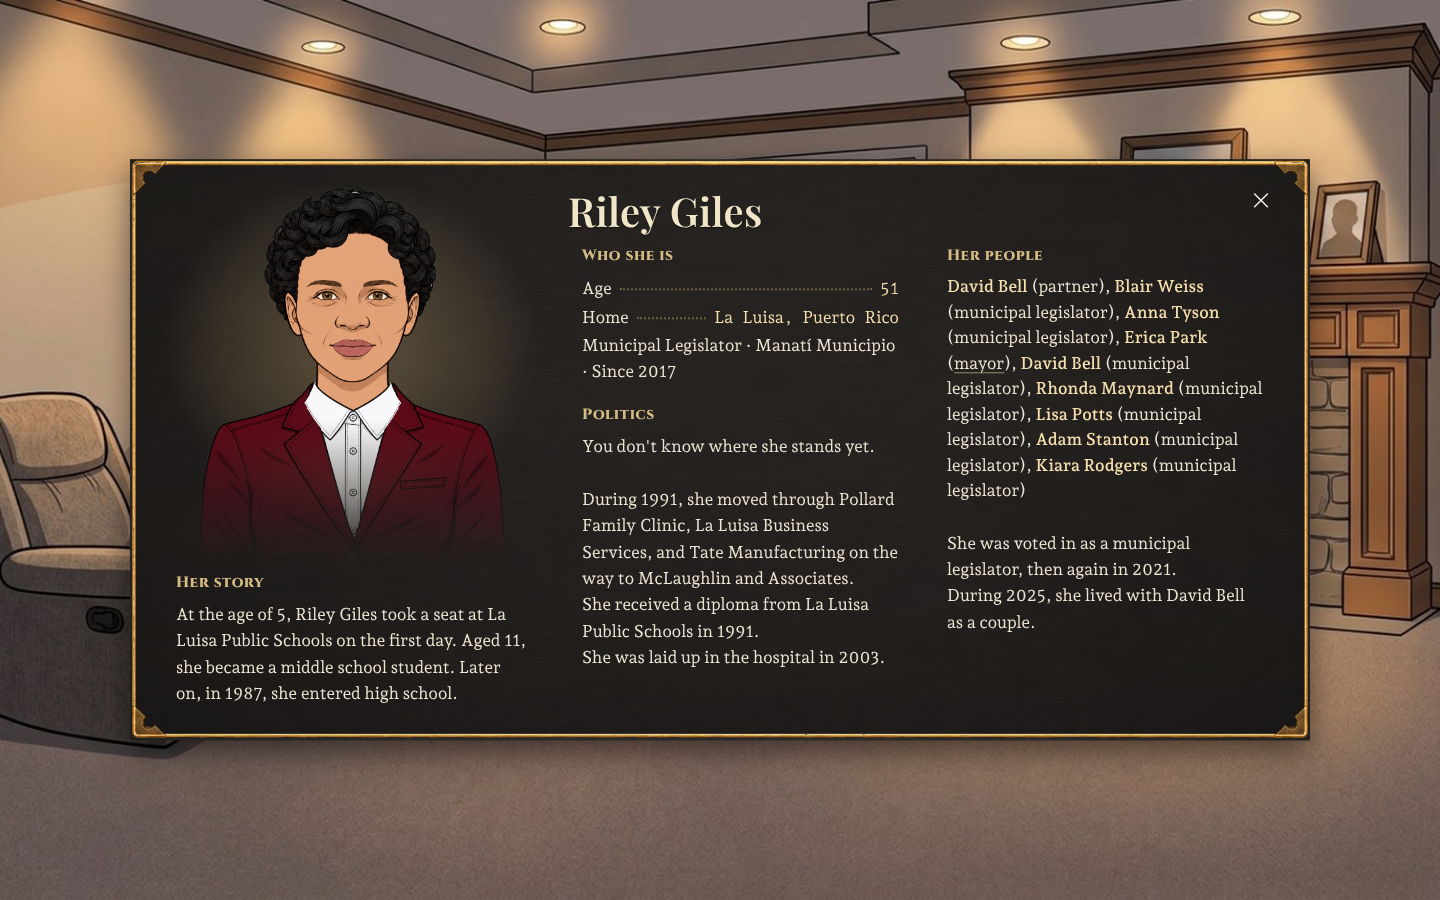 Riley Giles
Her story
At the age of 5, Riley Giles took a seat at La
Luisa Public Schools on the first day. Aged 11,
she became a middle school student. Later
on, in 1987, she entered high school.
Who she is
Age 51
Home La Luisa, Puerto Rico
Municipal Legislator · Manatí Municipio
· Since 2017
Politics
You don't know where she stands yet.
During 1991, she moved through Pollard
Family Clinic, La Luisa Business
Services, and Tate Manufacturing on the
way to McLaughlin and Associates.
She received a diploma from La Luisa
Public Schools in 1991.
She was laid up in the hospital in 2003.
Her people
David Bell (partner), Blair Weiss
(municipal legislator), Anna Tyson
(municipal legislator), Erica Park
(mayor), David Bell (municipal
legislator), Rhonda Maynard (municipal
legislator), Lisa Potts (municipal
legislator), Adam Stanton (municipal
legislator), Kiara Rodgers (municipal
legislator)
She was voted in as a municipal
legislator, then again in 2021.
During 2025, she lived with David Bell
as a couple.